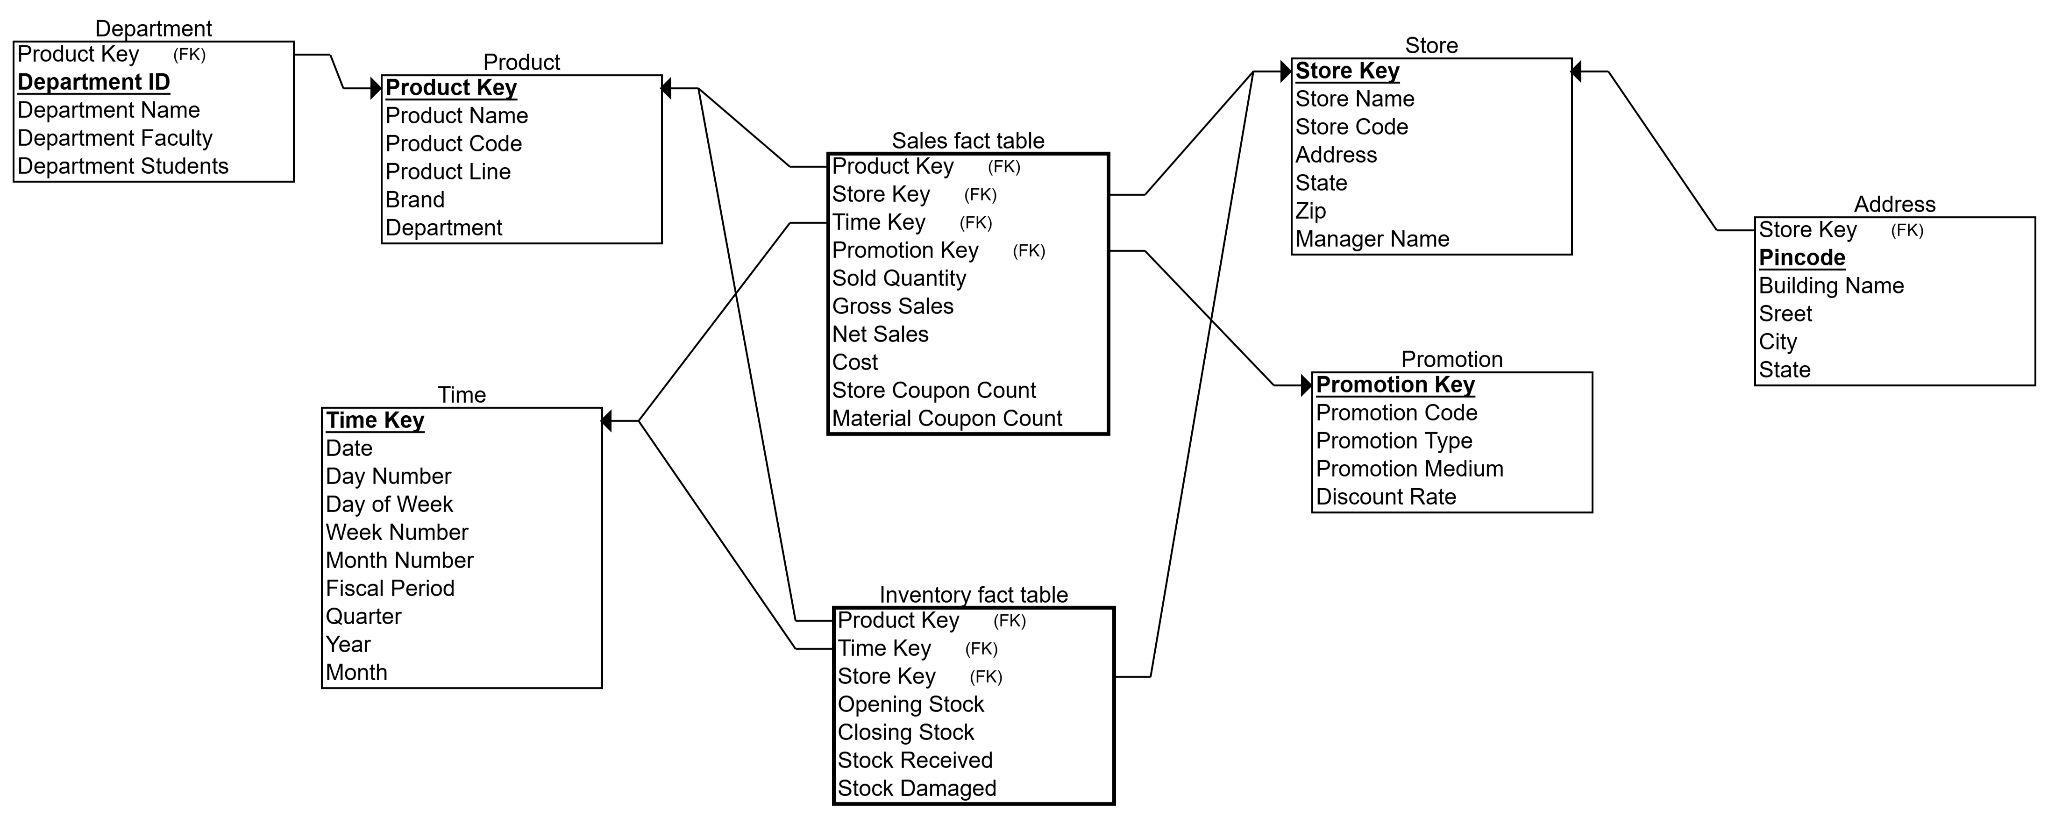 Department
Product Key (FK)
Department ID
Department Name
Department Faculty
Department Students
Product
Product Key
Product Name
Product Code
Product Line
Brand
Department
Sales fact table
Product Key (FK)
Store Key (FK)
Time Key (FK)
Promotion Key (FK)
Sold Quantity
Gross Sales
Net Sales
Cost
Store Coupon Count
Material Coupon Count
Store
Store Key
Store Name
Store Code
Address
State
Zip
Manager Name
Address
Store Key (FK)
Pincode
Building Name
Sreet
City
State
Promotion
Promotion Key
Promotion Code
Promotion Type
Promotion Medium
Discount Rate
Time
Time Key
Date
Day Number
Day of Week
Week Number
Month Number
Fiscal Period
Quarter
Year
Month
Inventory fact table
Product Key (FK)
Time Key (FK)
Store Key (FK)
Opening Stock
Closing Stock
Stock Received
Stock Damaged